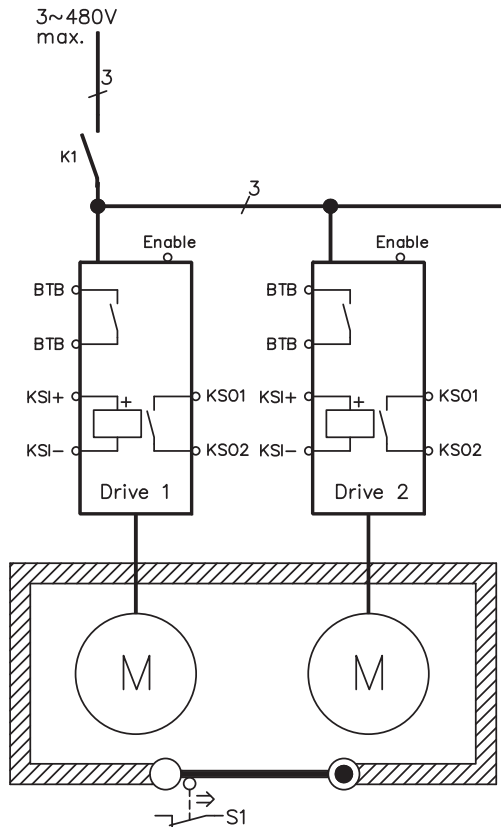 3~480V
max.
3
K1
3
Enable
Enable
BTB
BTB
BTB
BTB
KSI+
+
KSO1
KSI+
+
KSO1
KSI−
KSO2
KSI−
KSO2
Drive 1
Drive 2
M
M
S1